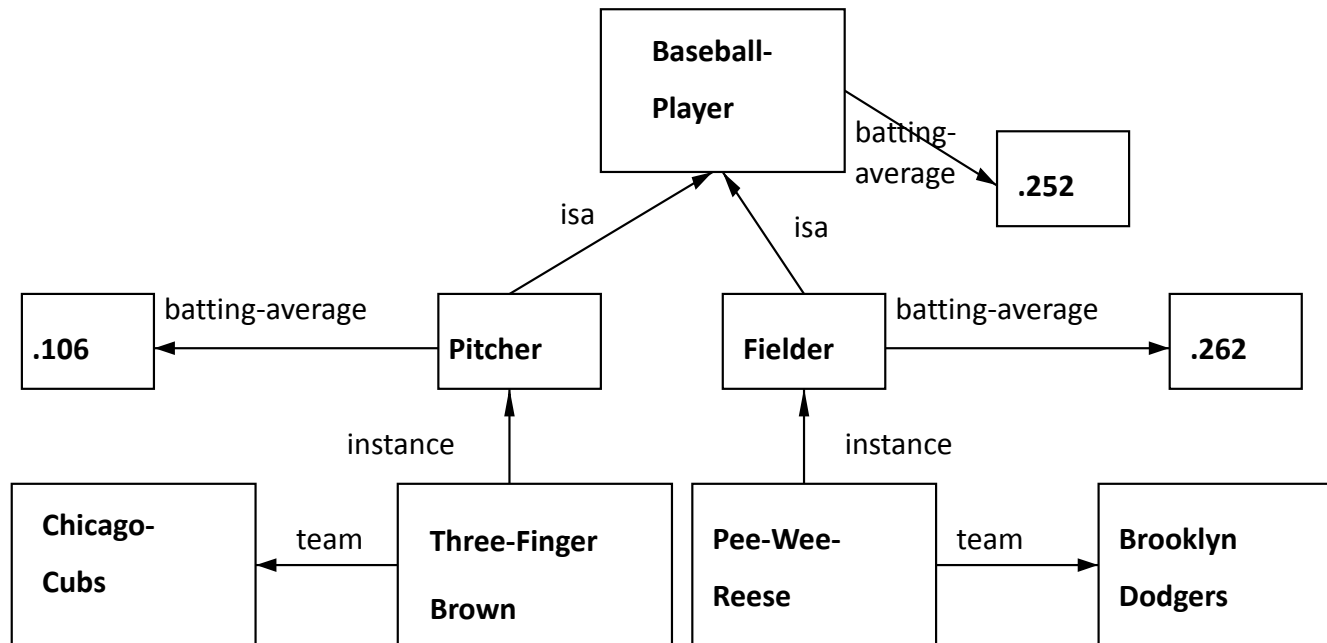 Baseball-
Player
batting-
average
.252
isa
isa
.106
batting-average
Pitcher
Fielder
batting-average
.262
instance
instance
Chicago-
Cubs
team
Three-Finger
Brown
Pee-Wee-
Reese
team
Brooklyn
Dodgers